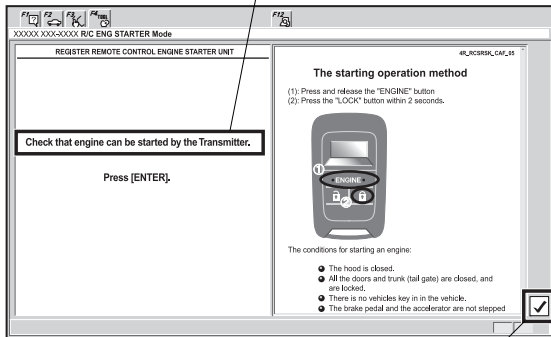 F1 F2 F3 F4 TOOL F12
XXXXX XXX-XXXX R/C ENG STARTER Mode
REGISTER REMOTE CONTROL ENGINE STARTER UNIT
Check that engine can be started by the Transmitter.
Press [ENTER].
4R_RCSRSK_CAF_05
The starting operation method
(1): Press and release the "ENGINE" button
(2): Press the "LOCK" button within 2 seconds.
1
ENGINE
2
The conditions for starting an engine:
The hood is closed.
All the doors and trunk (tail gate) are closed, and
are locked.
There is no vehicles key in in the vehicle.
The brake pedal and the accelerator are not stepped